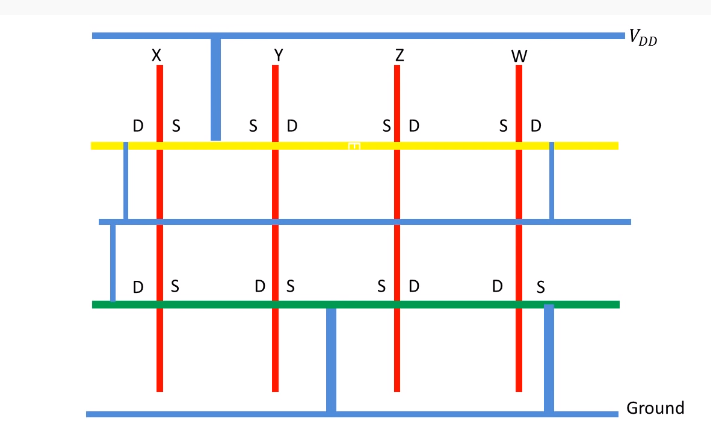 V_DD
X Y Z W
D S S D S D S D
E
D S D S S D D S
Ground